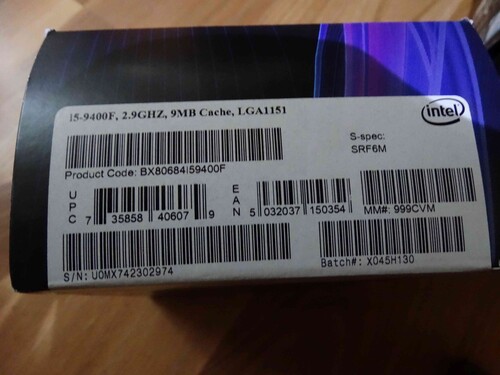 i5-9400F, 2.9GHZ, 9MB Cache, LGA1151
intel
S-spec:
SRF6M
Product Code: BX80684i59400F
UPC
7 35858 40607 9
EAN
5 032037 150354
MM#: 999CVM
S/N: U0MX742302974
Batch#: X045H130